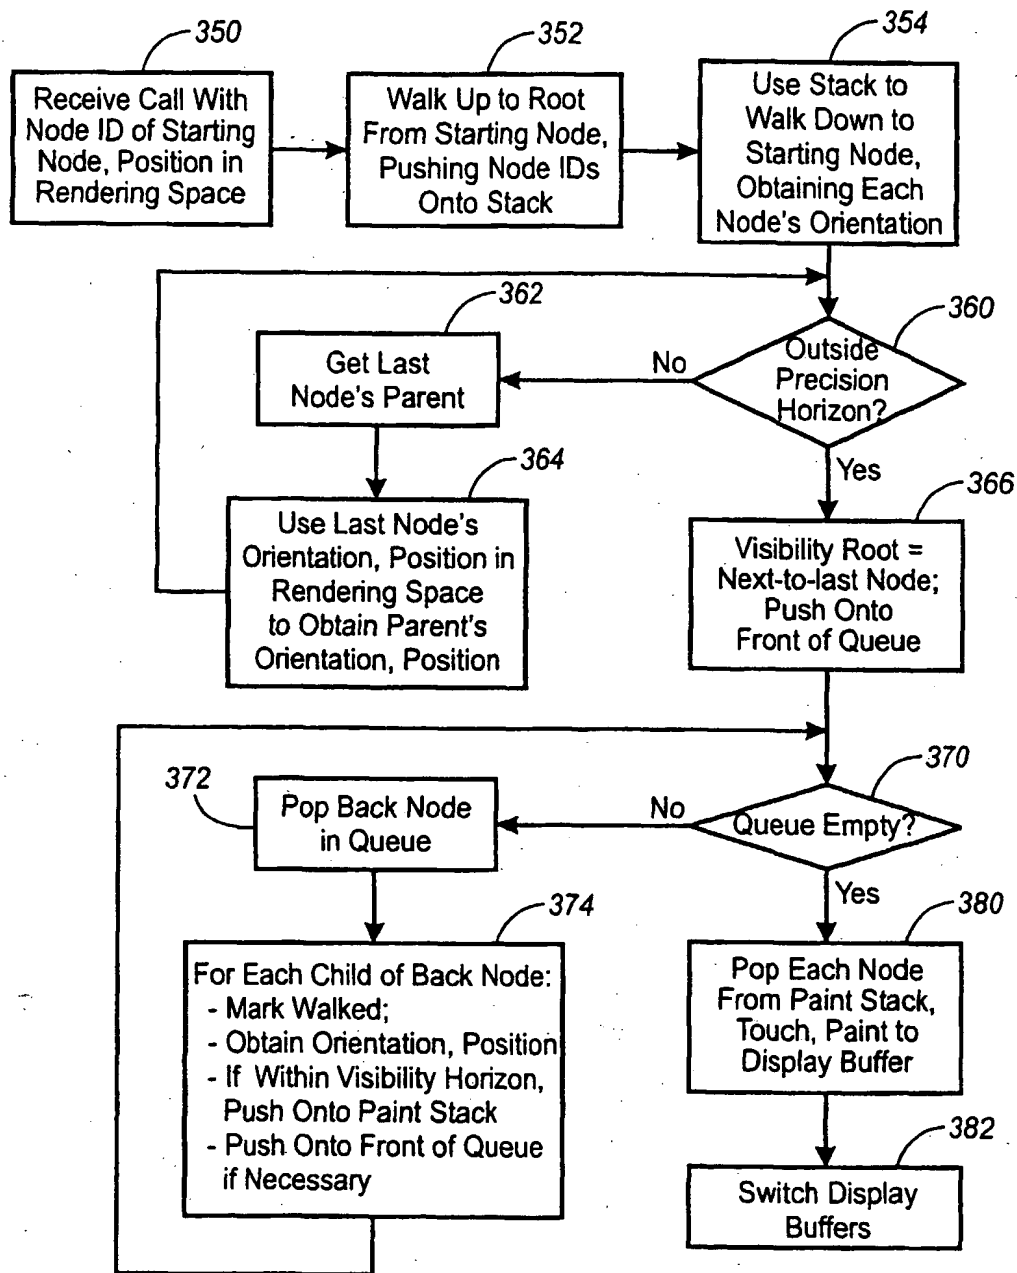 350
Receive Call With
Node ID of Starting
Node, Position in
Rendering Space
352
Walk Up to Root
From Starting Node,
Pushing Node IDs
Onto Stack
354
Use Stack to
Walk Down to
Starting Node,
Obtaining Each
Node's Orientation
360
Outside
Precision
Horizon?
No
Yes
362
Get Last
Node's Parent
364
Use Last Node's
Orientation, Position in
Rendering Space
to Obtain Parent's
Orientation, Position
366
Visibility Root =
Next-to-last Node;
Push Onto
Front of Queue
370
Queue Empty?
No
Yes
372
Pop Back Node
in Queue
374
For Each Child of Back Node:
- Mark Walked;
- Obtain Orientation, Position
- If Within Visibility Horizon,
Push Onto Paint Stack
- Push Onto Front of Queue
if Necessary
380
Pop Each Node
From Paint Stack,
Touch, Paint to
Display Buffer
382
Switch Display
Buffers